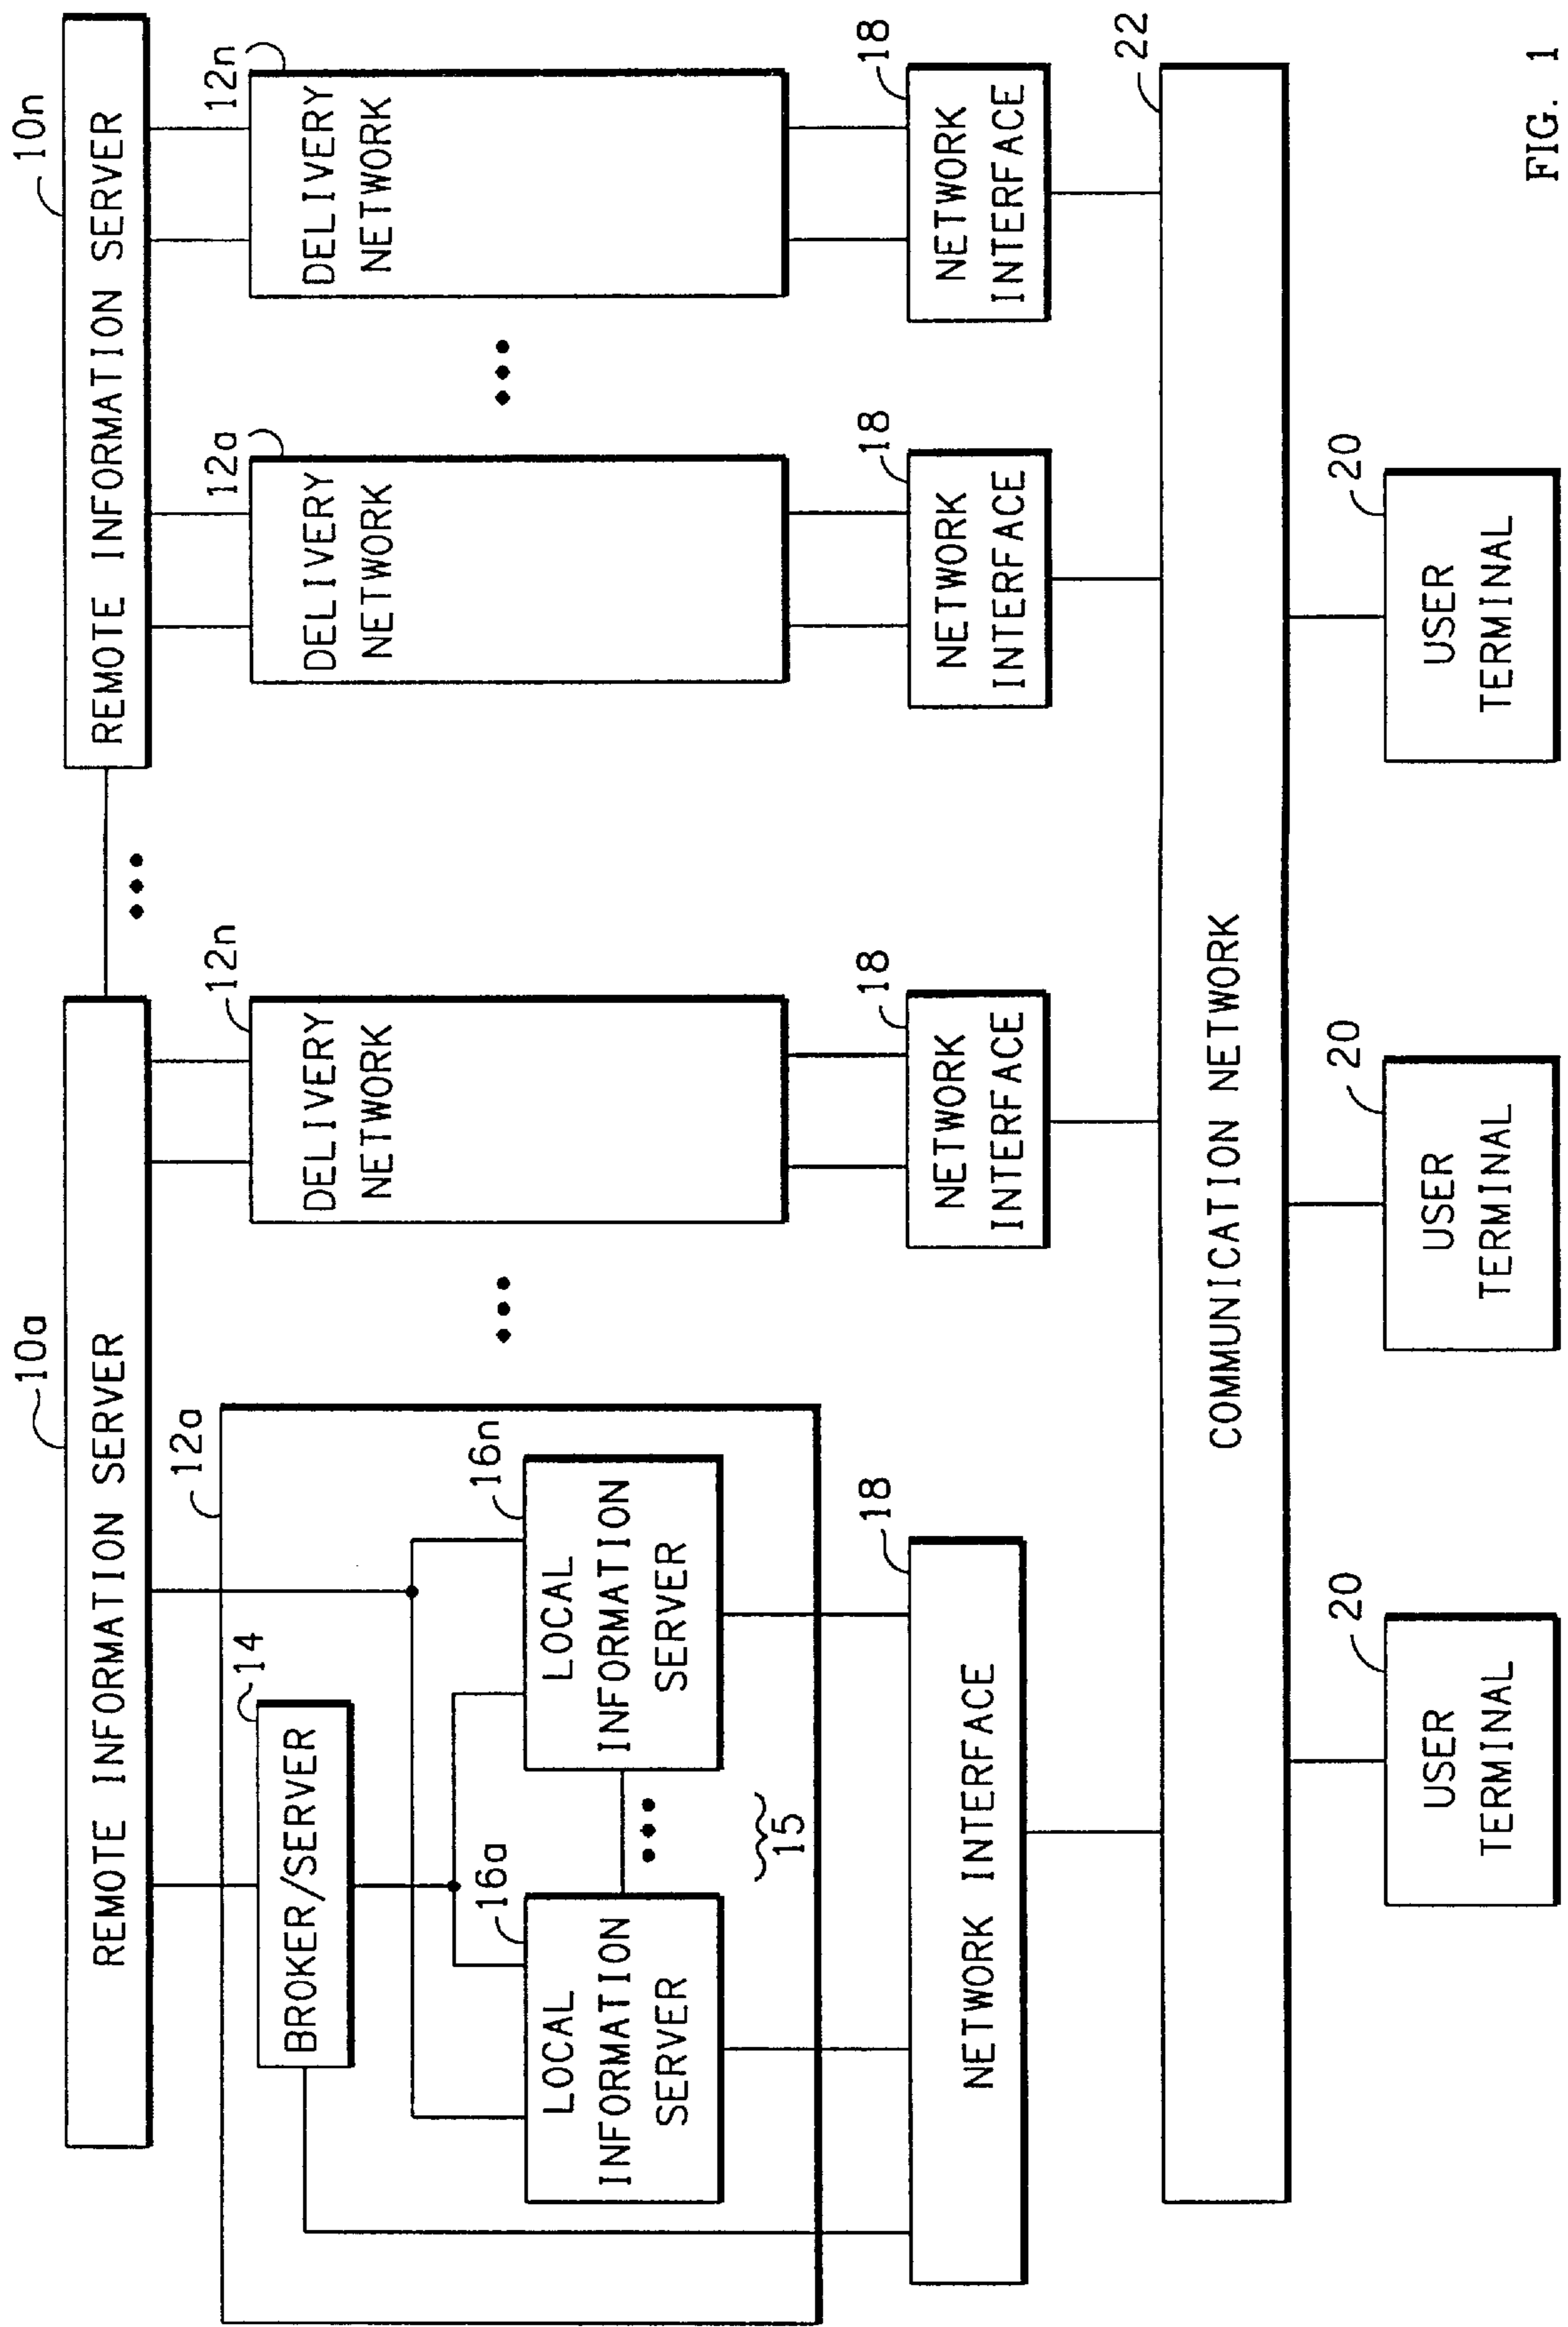 10a
10n
REMOTE INFORMATION SERVER
REMOTE INFORMATION SERVER
12a
12n
12a
12n
14
BROKER/SERVER
DELIVERY
NETWORK
DELIVERY
NETWORK
DELIVERY
NETWORK
16a
16n
LOCAL
INFORMATION
SERVER
LOCAL
INFORMATION
SERVER
15
18
18
18
18
NETWORK INTERFACE
NETWORK
INTERFACE
NETWORK
INTERFACE
NETWORK
INTERFACE
22
COMMUNICATION NETWORK
20
20
20
USER
TERMINAL
USER
TERMINAL
USER
TERMINAL
FIG. 1